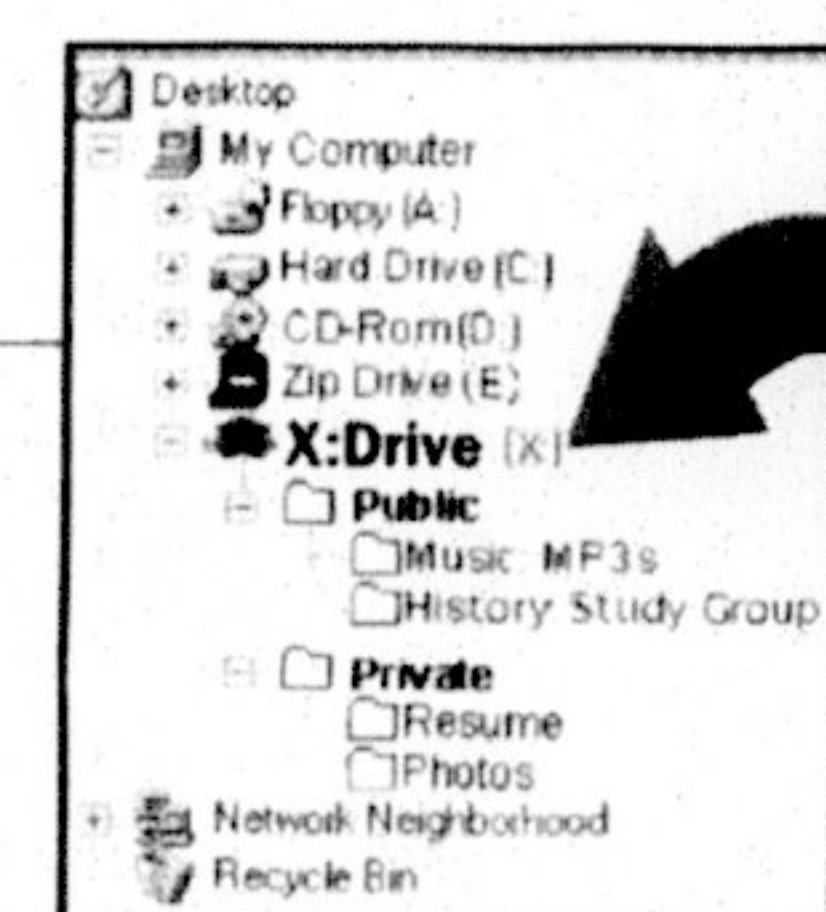 Desktop
My Computer
Floppy (A:)
Hard Drive (C:)
CD-Rom(D:)
Zip Drive (E)
X:Drive (X:)
Public
Music MP3s
History Study Group
Private
Resume
Photos
Network Neighborhood
Recycle Bin